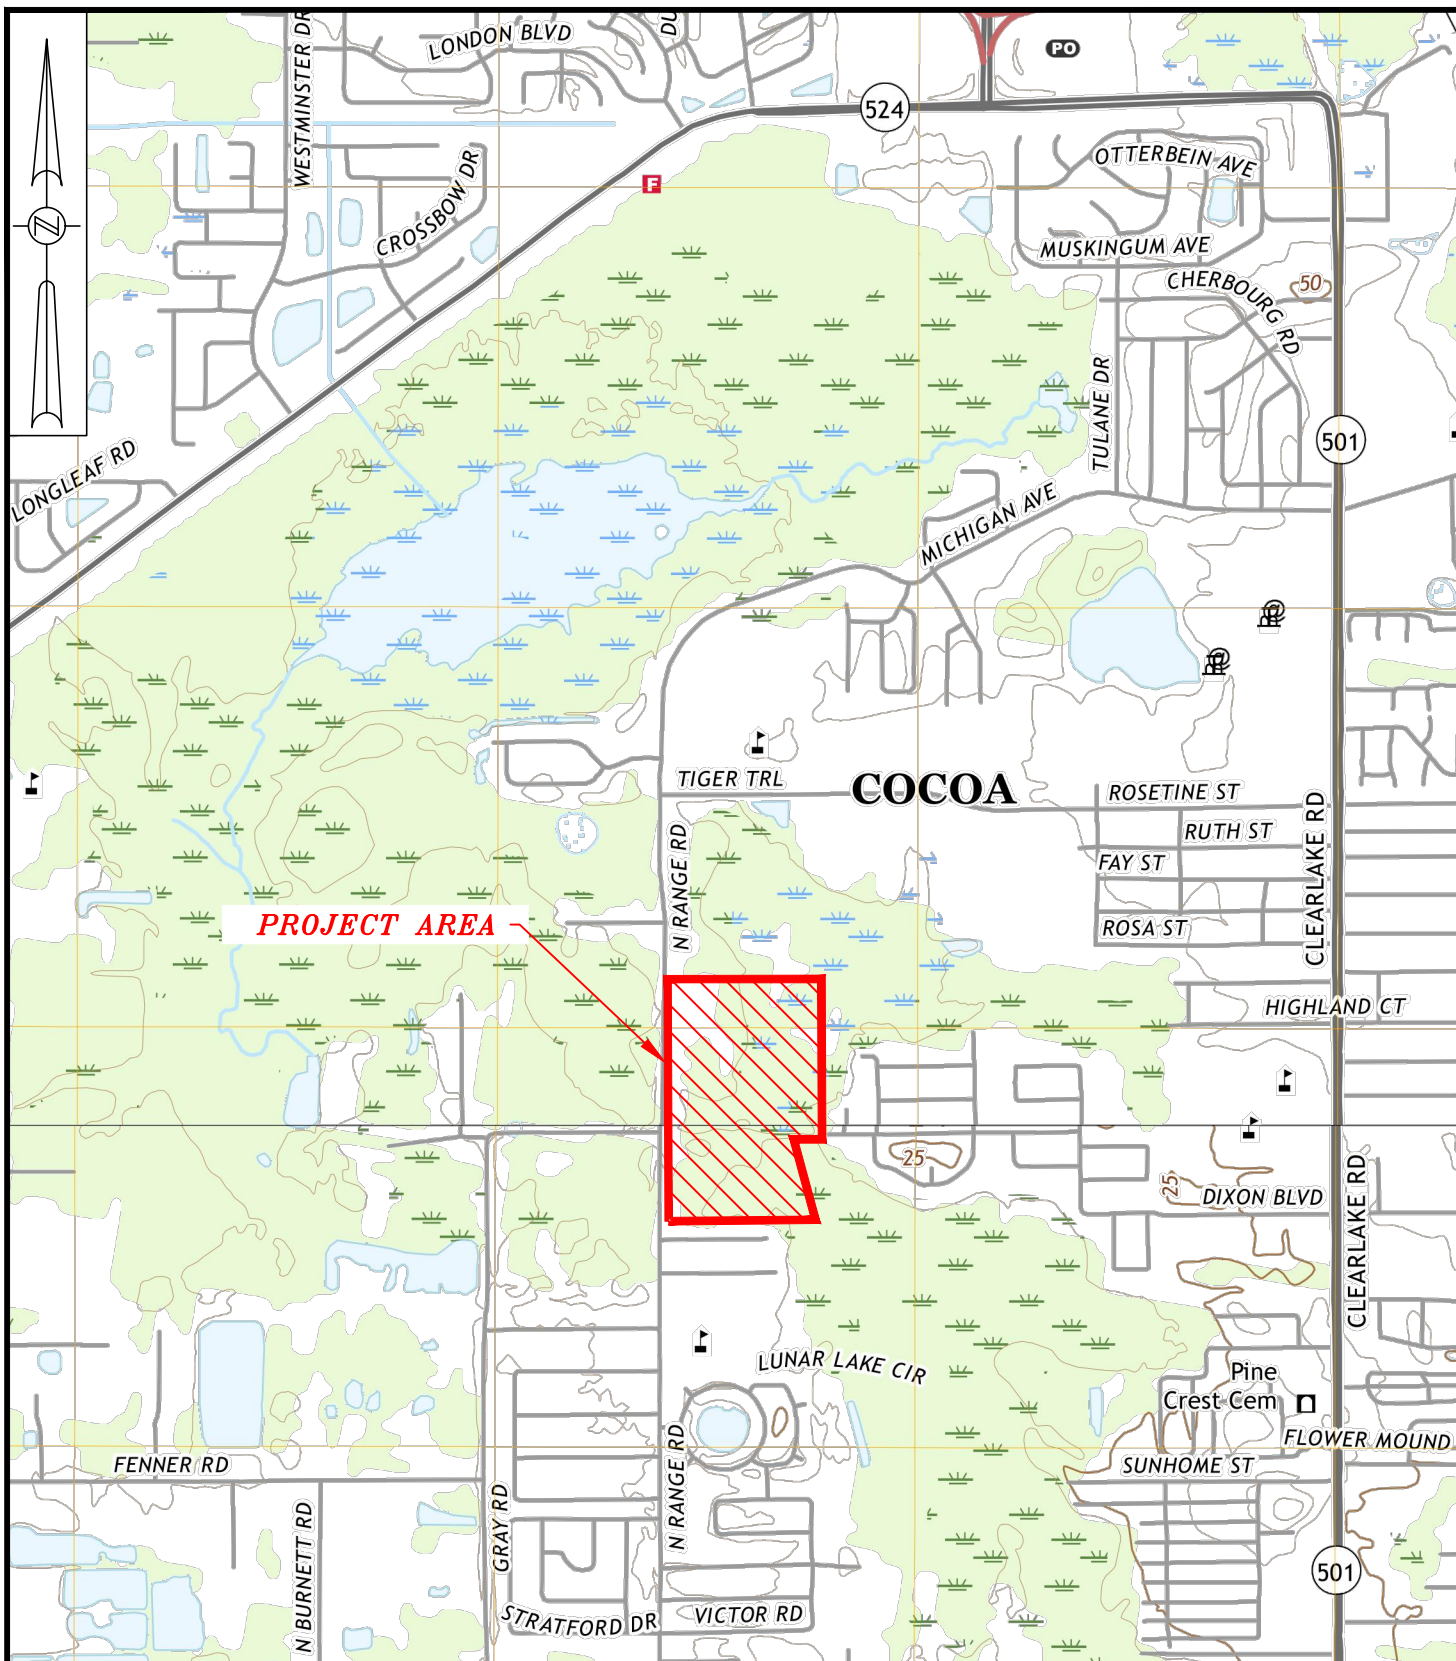 WESTMINSTER DR
LONDON BLVD
DU
PO
524
OTTERBEIN AVE
CROSSBOW DR
F
MUSKINGUM AVE
CHERBOURG RD
50
TULANE DR
501
LONGLEAF RD
MICHIGAN AVE
TIGER TRL
COCOA
ROSETINE ST
RUTH ST
FAY ST
CLEARLAKE RD
N RANGE RD
PROJECT AREA
ROSA ST
HIGHLAND CT
25
25
DIXON BLVD
CLEARLAKE RD
LUNAR LAKE CIR
Pine
Crest Cem
FLOWER MOUND
FENNER RD
SUNHOME ST
N RANGE RD
GRAY RD
N BURNETT RD
501
STRATFORD DR
VICTOR RD
PO
Z